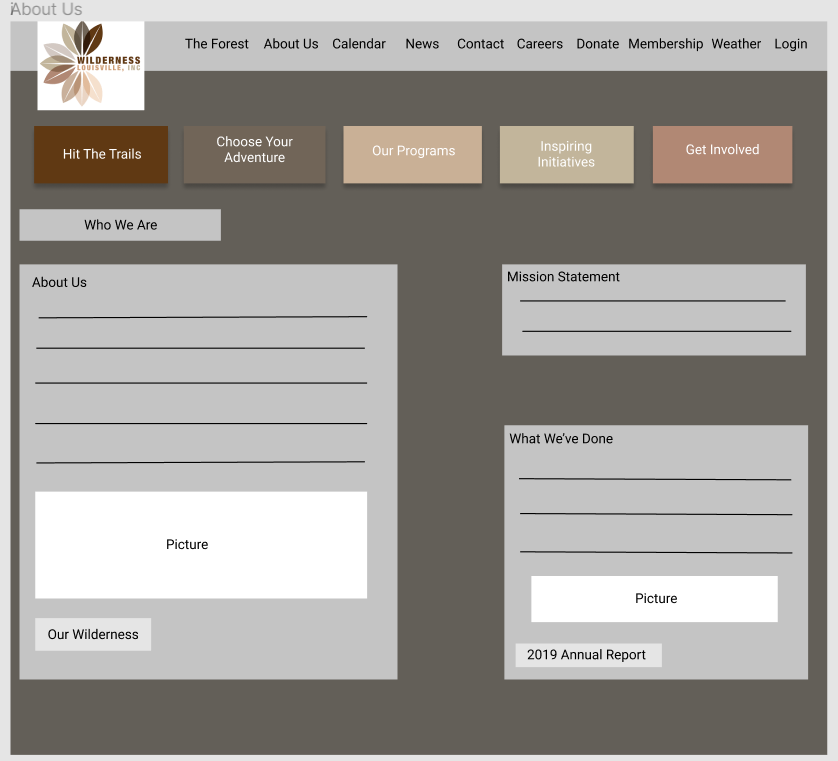 About Us
WILDERNESS
LOUISVILLE, INC
The Forest About Us Calendar News Contact Careers Donate Membership Weather Login
Hit The Trails
Choose Your
Adventure
Our Programs
Inspiring
Initiatives
Get Involved
Who We Are
About Us
Picture
Our Wilderness
Mission Statement
What We've Done
Picture
2019 Annual Report